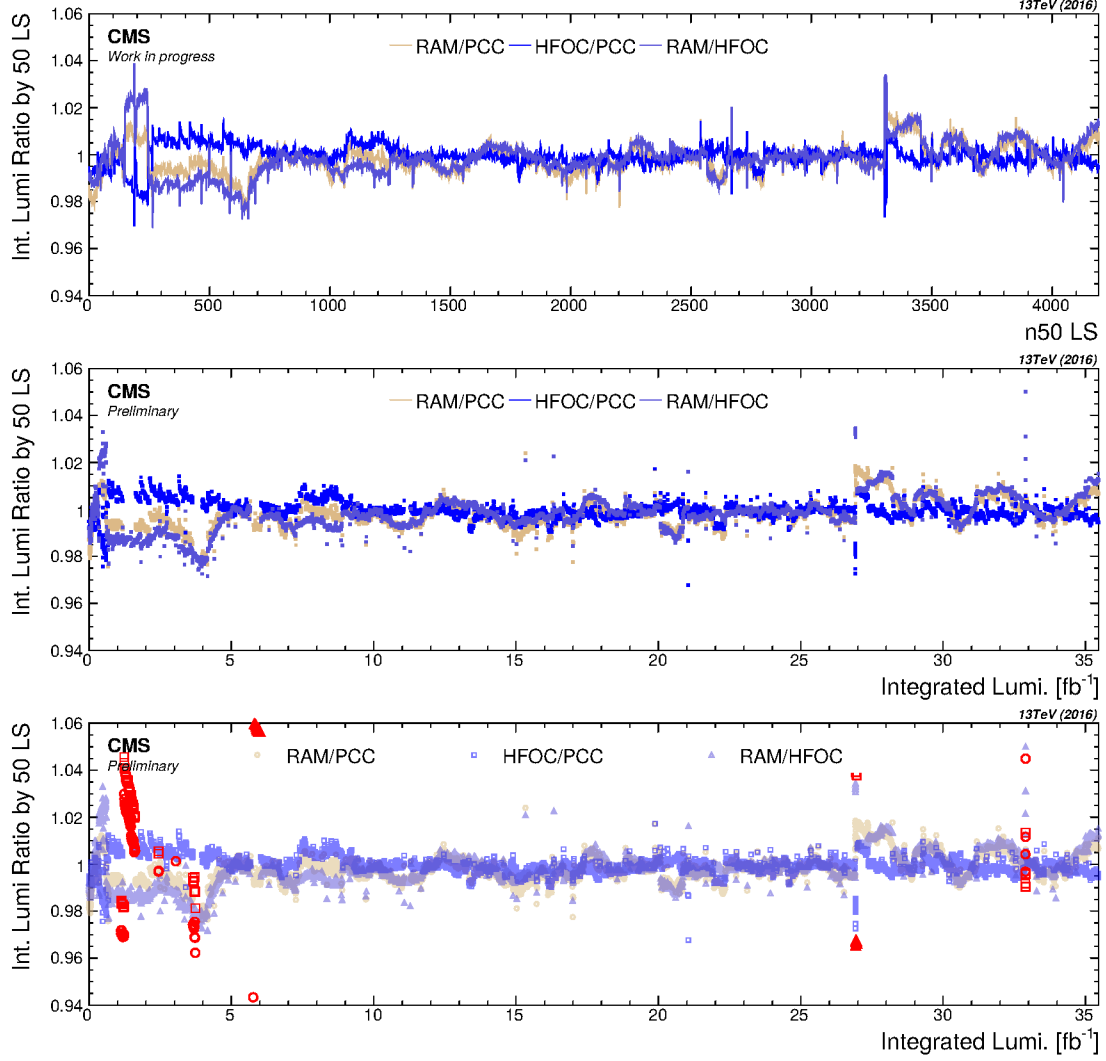 13TeV (2016)
1.06
1.04
1.02
1
0.98
0.96
0.94
Int. Lumi Ratio by 50 LS
CMS
Work in progress
RAM/PCC HFOC/PCC RAM/HFOC
0 500 1000 1500 2000 2500 3000 3500 4000
n50 LS
13TeV (2016)
1.06
1.04
1.02
1
0.98
0.96
0.94
Int. Lumi Ratio by 50 LS
CMS
Preliminary
RAM/PCC HFOC/PCC RAM/HFOC
0 5 10 15 20 25 30 35
Integrated Lumi. [fb⁻¹]
13TeV (2016)
1.06
1.04
1.02
1
0.98
0.96
0.94
Int. Lumi Ratio by 50 LS
CMS
Preliminary
RAM/PCC HFOC/PCC RAM/HFOC
0 5 10 15 20 25 30 35
Integrated Lumi. [fb⁻¹]